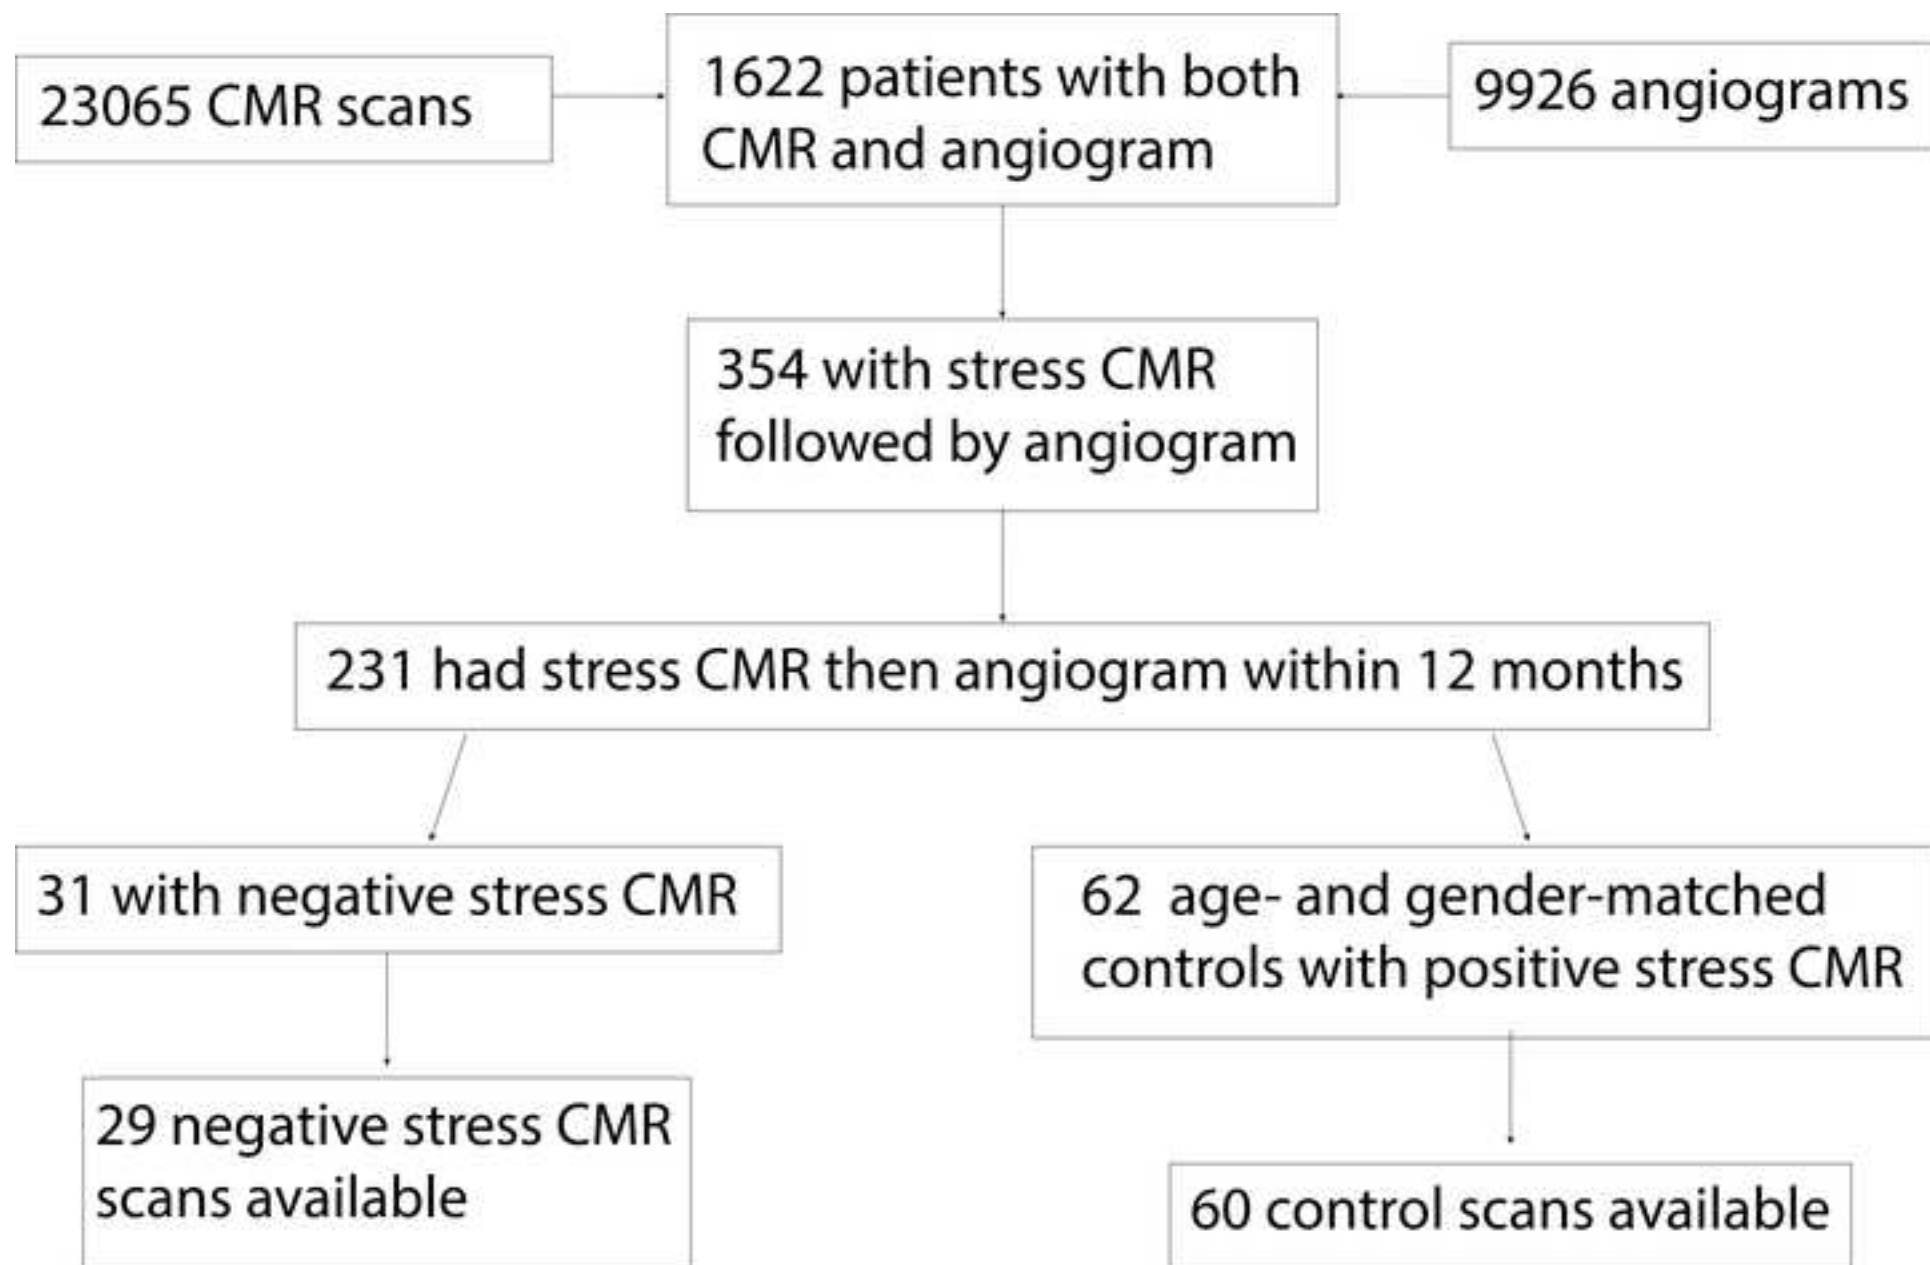 23065 CMR scans
1622 patients with both
CMR and angiogram
9926 angiograms
354 with stress CMR
followed by angiogram
231 had stress CMR then angiogram within 12 months
31 with negative stress CMR
62 age- and gender-matched
controls with positive stress CMR
29 negative stress CMR
scans available
60 control scans available